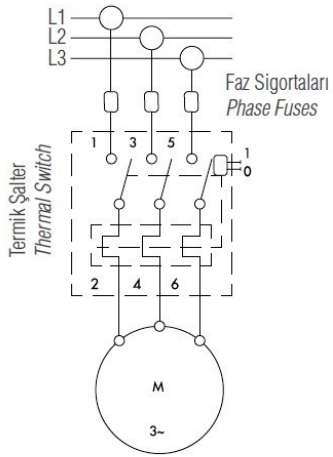 L1
L2
L3
Faz Sigortaları
Phase Fuses
1 3 5
1
0
Termik Şalter
Thermal Switch
2 4 6
M
3~